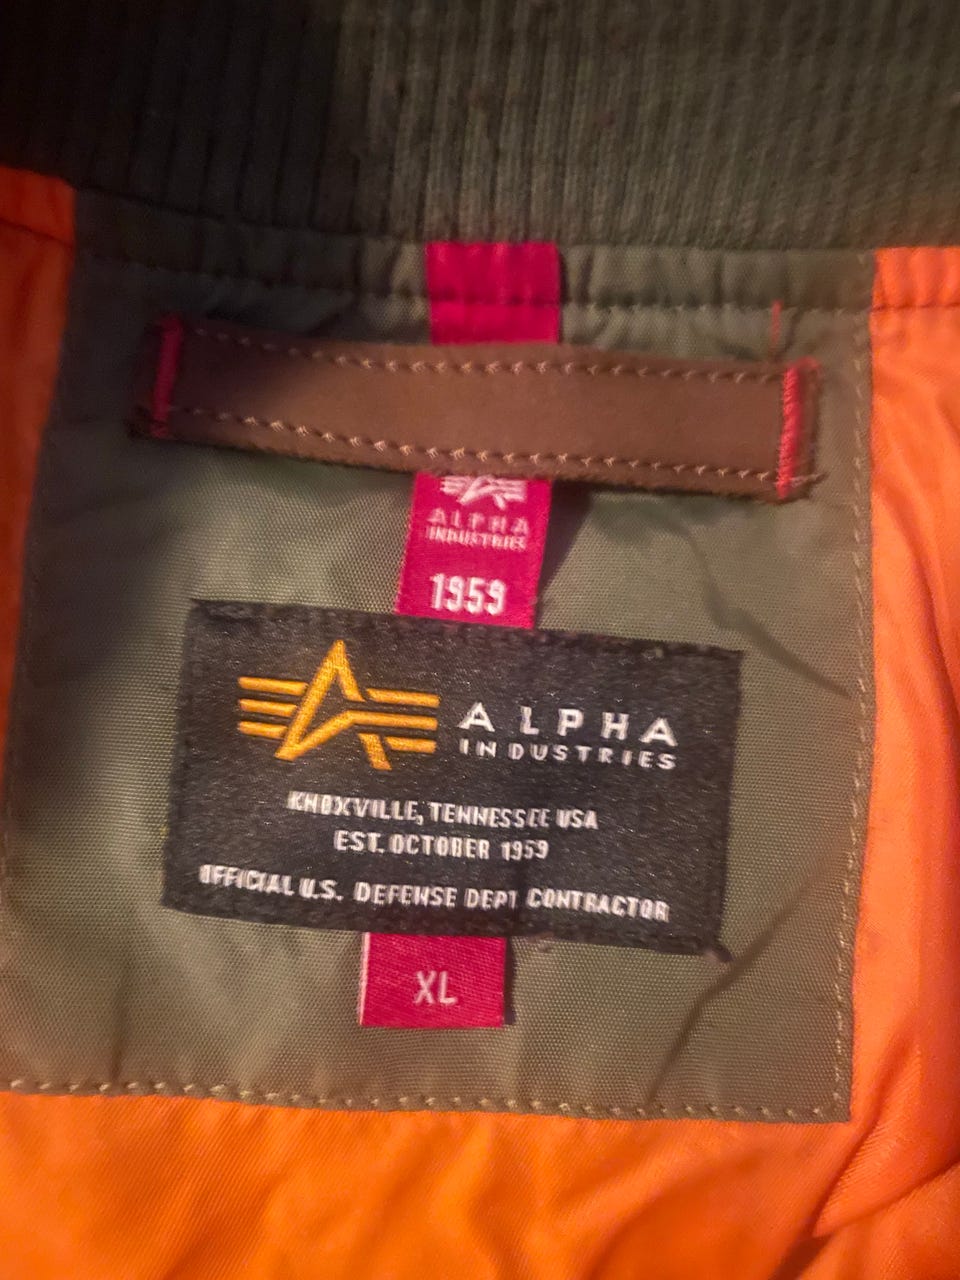 ALPHA
INDUSTRIES
1959
ALPHA
INDUSTRIES
KNOXVILLE, TENNESSEE USA
EST. OCTOBER 1959
OFFICIAL U.S. DEFENSE DEPT CONTRACTOR
XL